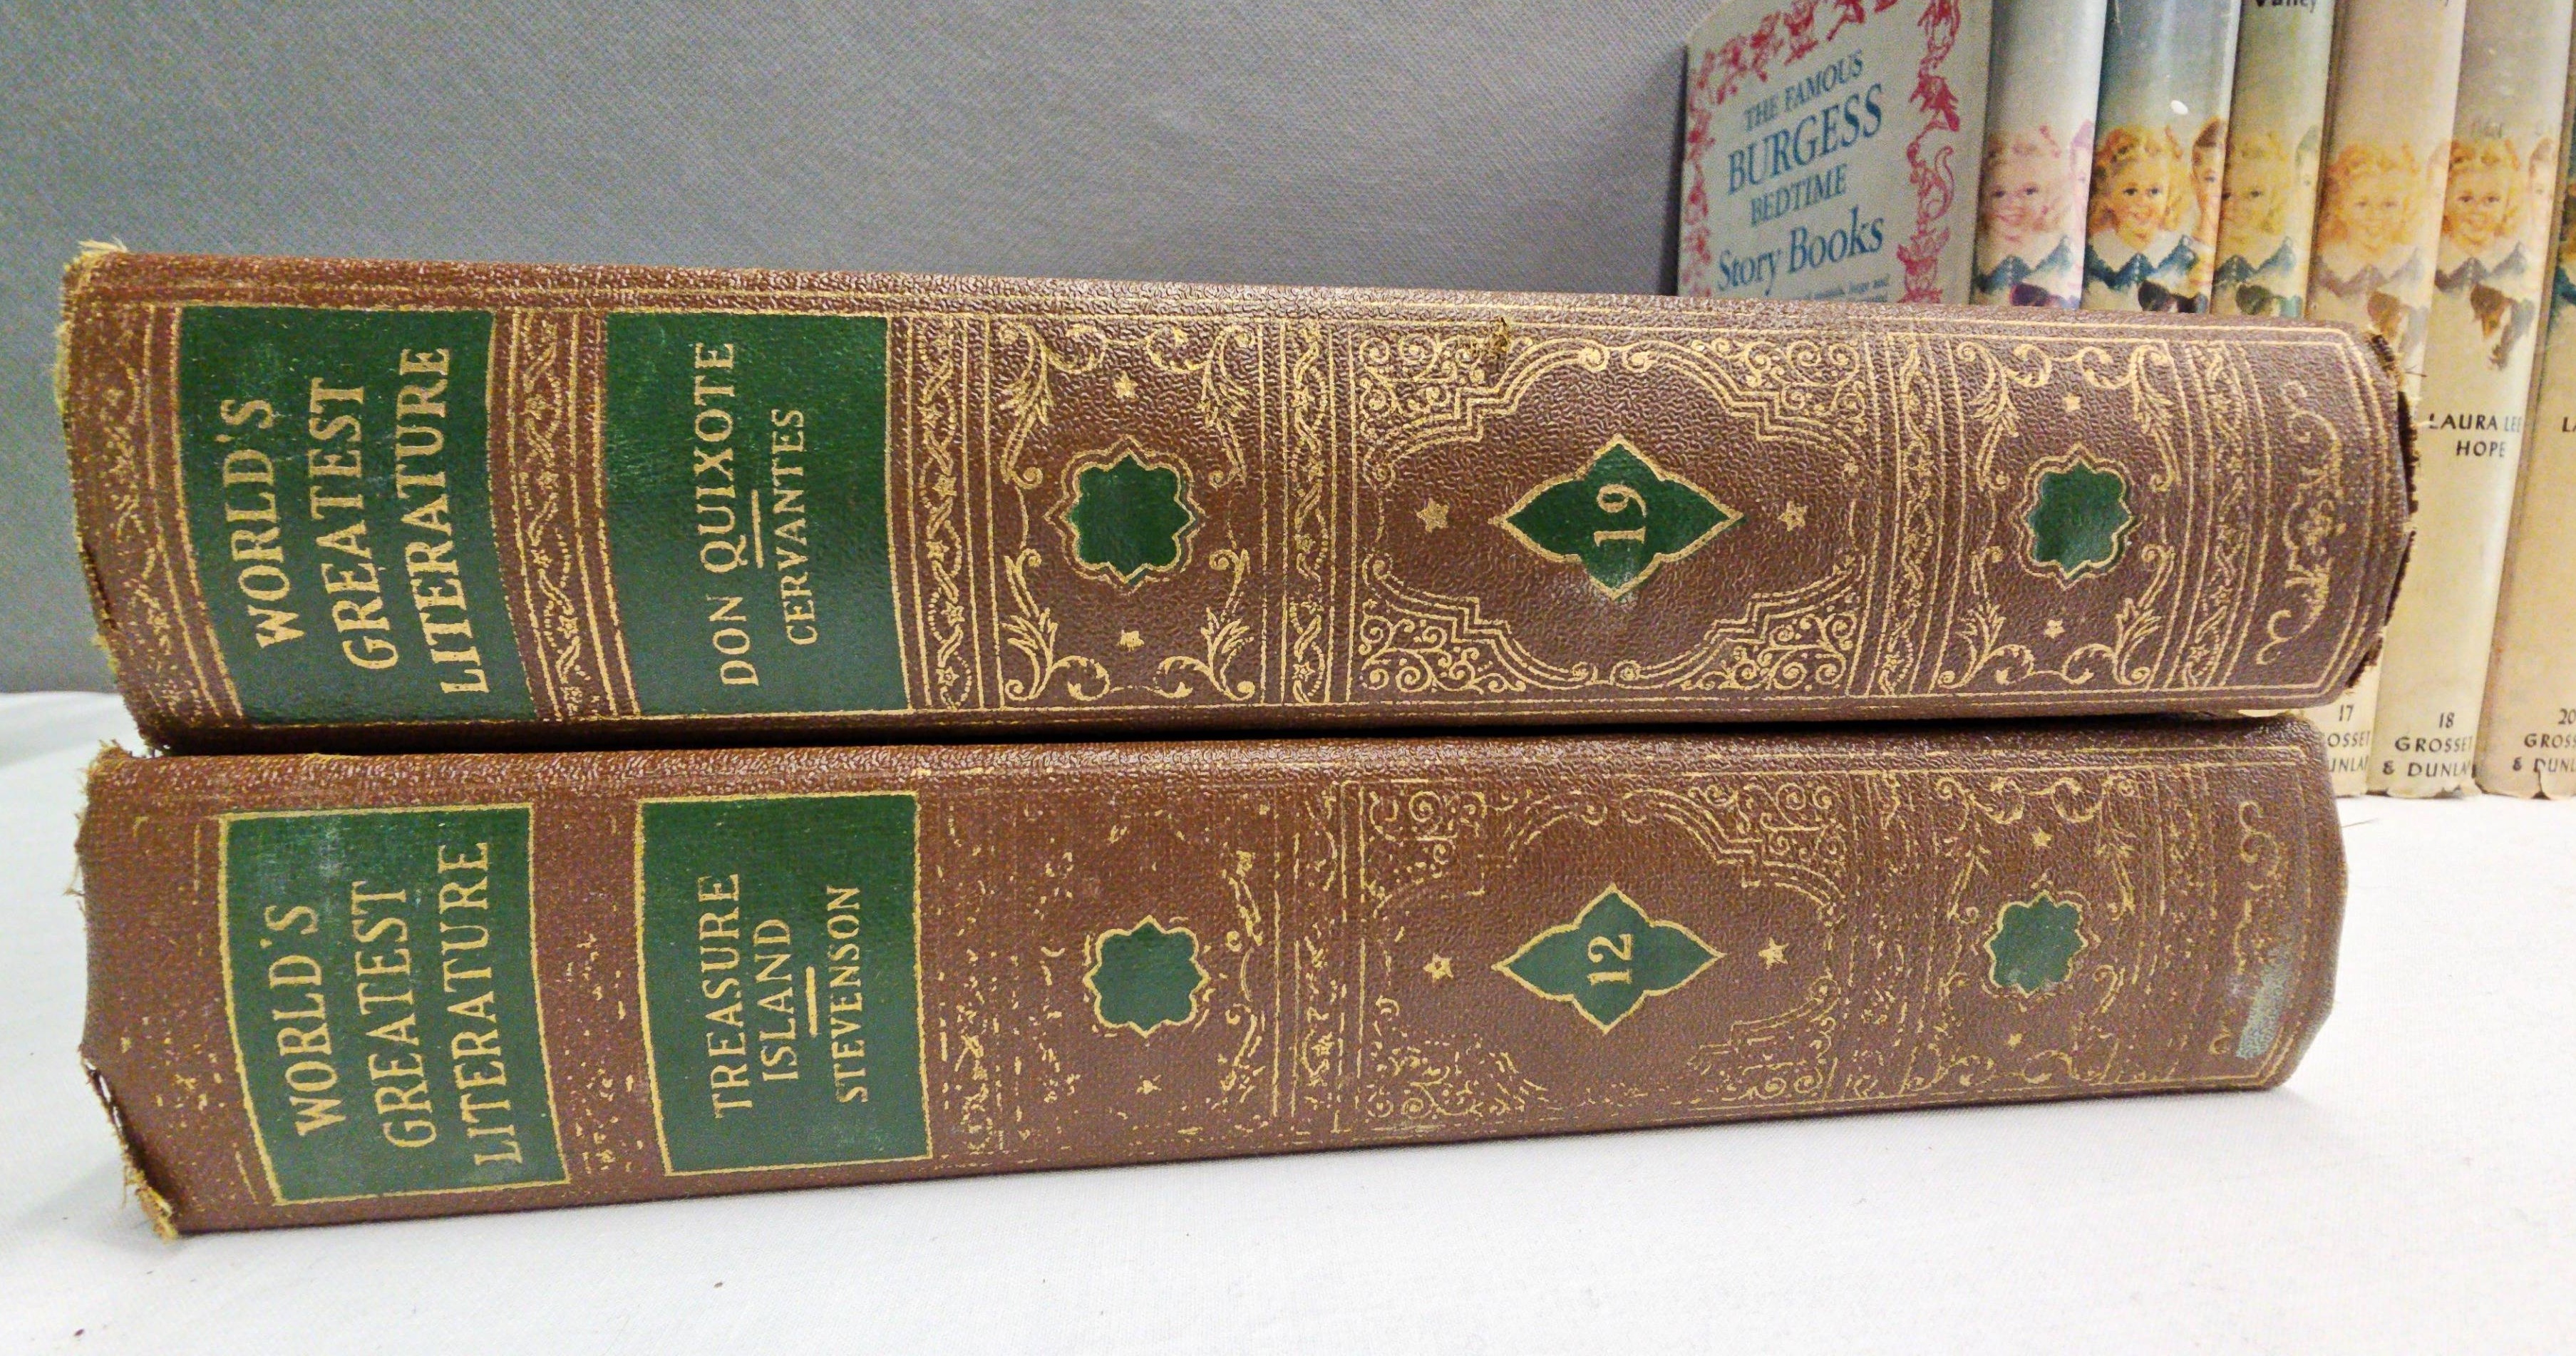 WORLD'S
GREATEST
LITERATURE
DON QUIXOTE
CERVANTES
19
WORLD'S
GREATEST
LITERATURE
TREASURE
ISLAND
STEVENSON
12
THE FAMOUS
BURGESS
BEDTIME
Story Books
LAURA LEE
HOPE
17
18
GROSSET
& DUNLAP
20